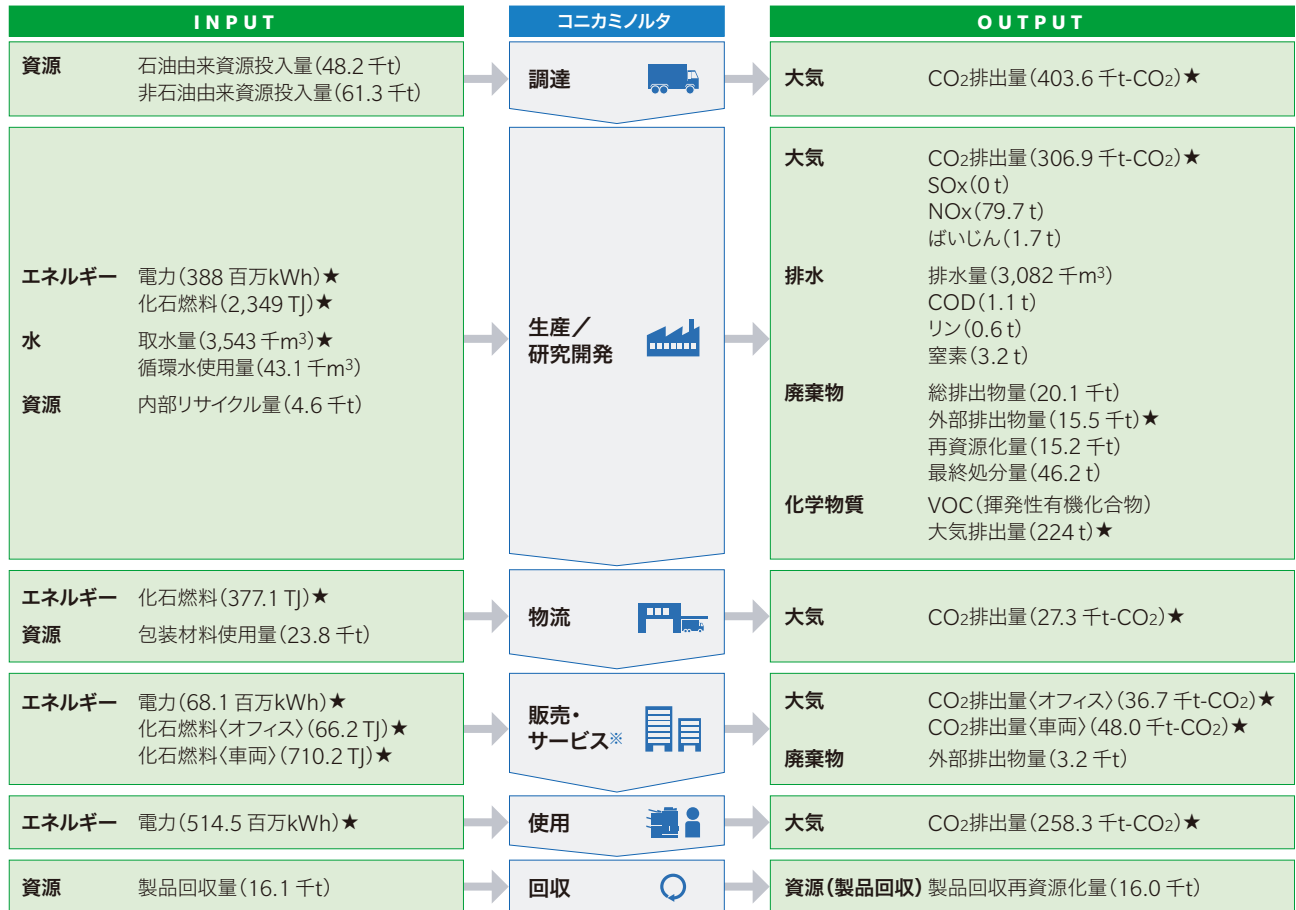 INPUT
コニカミノルタ
OUTPUT
資源 石油由来資源投入量(48.2 千t)
非石油由来資源投入量(61.3 千t)
調達
大気 CO2排出量(403.6 千t-CO2)★
エネルギー 電力(388 百万kWh)★
化石燃料(2,349 TJ)★
水 取水量(3,543 千m3)★
循環水使用量(43.1 千m3)
資源 内部リサイクル量(4.6 千t)
生産／
研究開発
大気 CO2排出量(306.9 千t-CO2)★
SOx(0 t)
NOx(79.7 t)
ばいじん(1.7 t)
排水 排水量(3,082 千m3)
COD(1.1 t)
リン(0.6 t)
窒素(3.2 t)
廃棄物 総排出物量(20.1 千t)
外部排出物量(15.5 千t)★
再資源化量(15.2 千t)
最終処分量(46.2 t)
化学物質 VOC(揮発性有機化合物)
大気排出量(224 t)★
エネルギー 化石燃料(377.1 TJ)★
資源 包装材料使用量(23.8 千t)
物流
大気 CO2排出量(27.3 千t-CO2)★
エネルギー 電力(68.1 百万kWh)★
化石燃料〈オフィス〉(66.2 TJ)★
化石燃料〈車両〉(710.2 TJ)★
販売・
サービス※
大気 CO2排出量〈オフィス〉(36.7 千t-CO2)★
CO2排出量〈車両〉(48.0 千t-CO2)★
廃棄物 外部排出物量(3.2 千t)
エネルギー 電力(514.5 百万kWh)★
使用
大気 CO2排出量(258.3 千t-CO2)★
資源 製品回収量(16.1 千t)
回収
資源(製品回収) 製品回収再資源化量(16.0 千t)